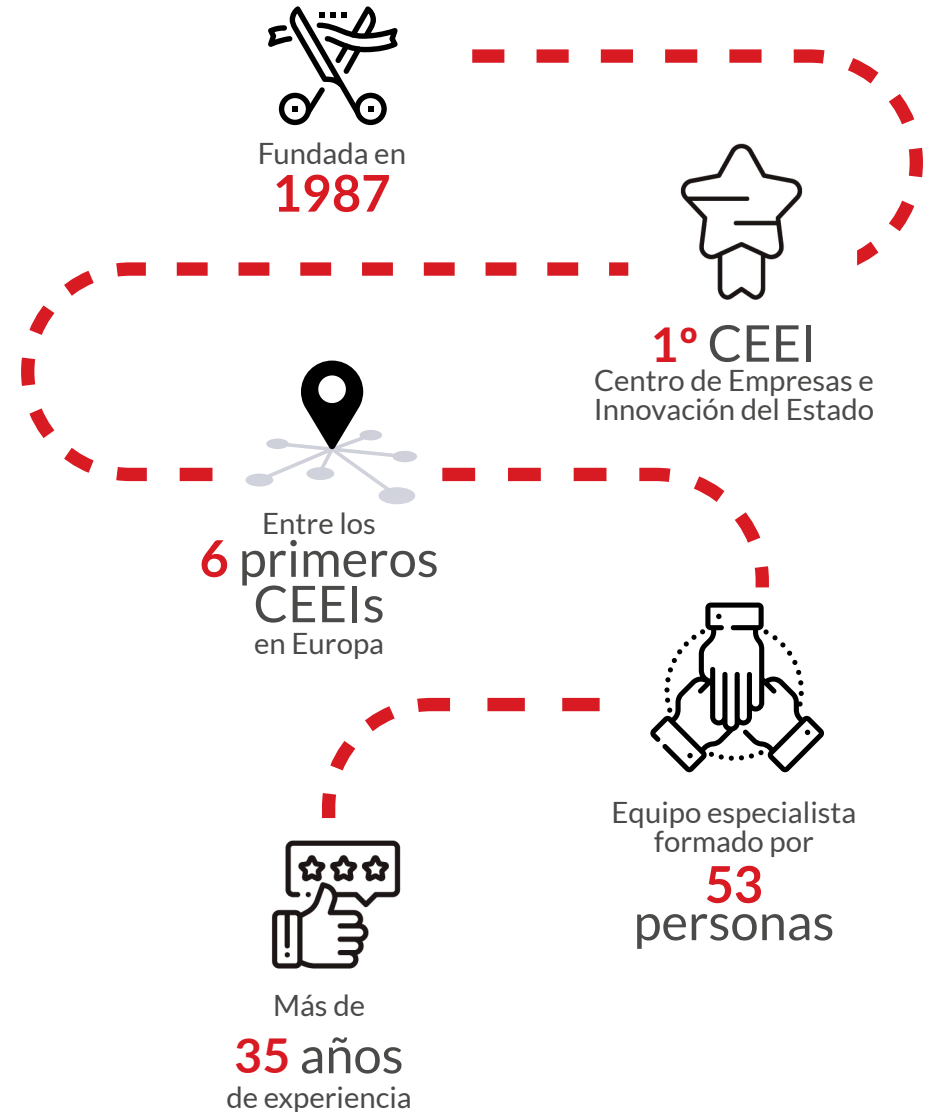 Fundada en
1987
1º CEEI
Centro de Empresas e
Innovación del Estado
Entre los
6 primeros
CEEIs
en Europa
Equipo especialista
formado por
53
personas
Más de
35 años
de experiencia